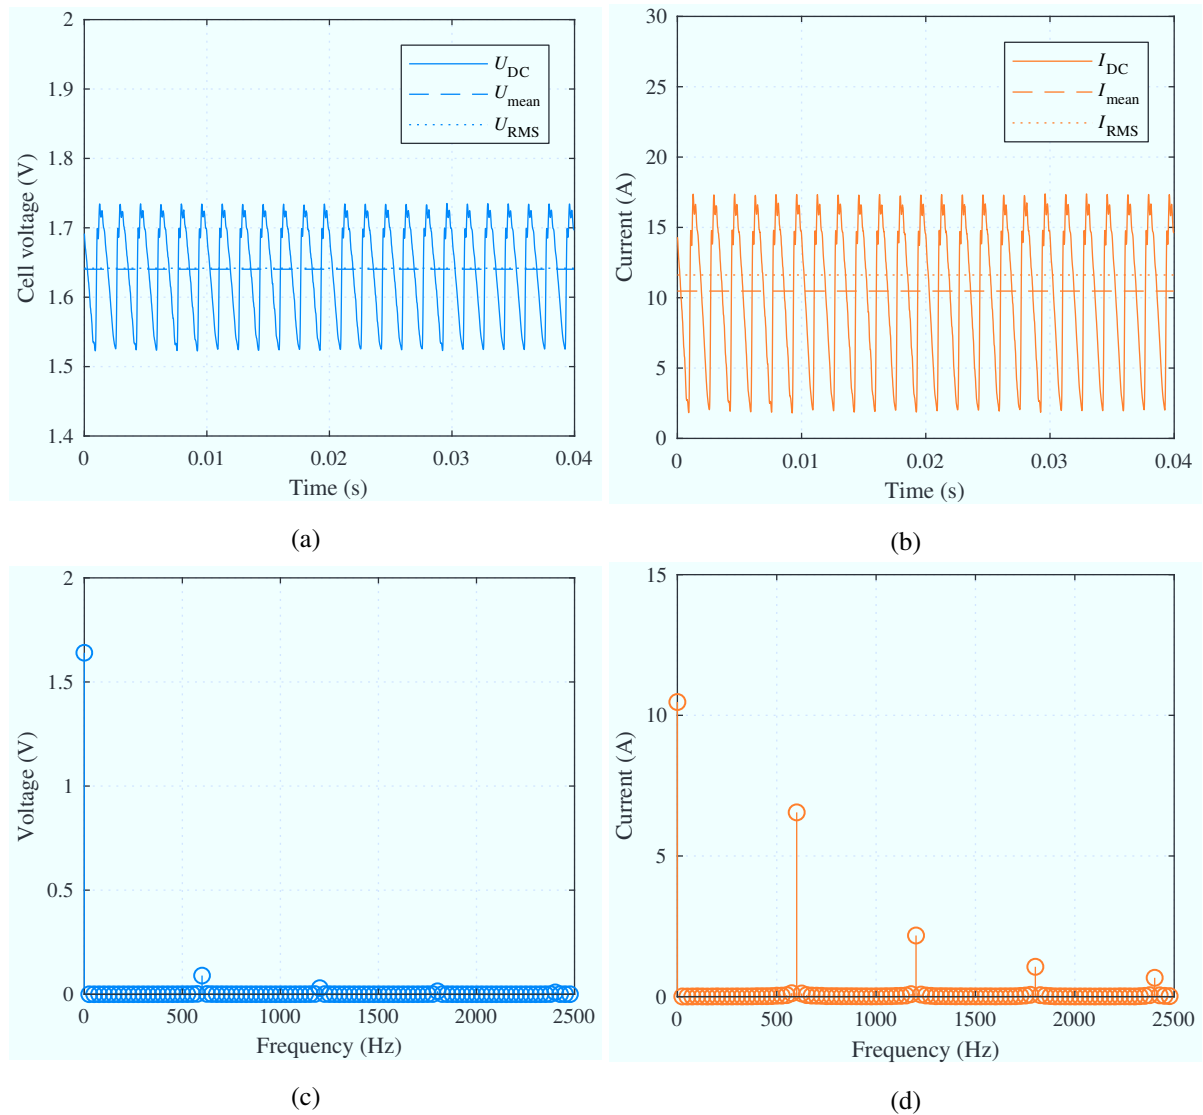 2
1.9
1.8
1.7
1.6
1.5
1.4
Cell voltage (V)
U_DC
U_mean
U_RMS
0 0.01 0.02 0.03 0.04
Time (s)
(a)
30
25
20
15
10
5
0
Current (A)
I_DC
I_mean
I_RMS
0 0.01 0.02 0.03 0.04
Time (s)
(b)
2
1.5
1
0.5
0
Voltage (V)
0 500 1000 1500 2000 2500
Frequency (Hz)
(c)
15
10
5
0
Current (A)
0 500 1000 1500 2000 2500
Frequency (Hz)
(d)